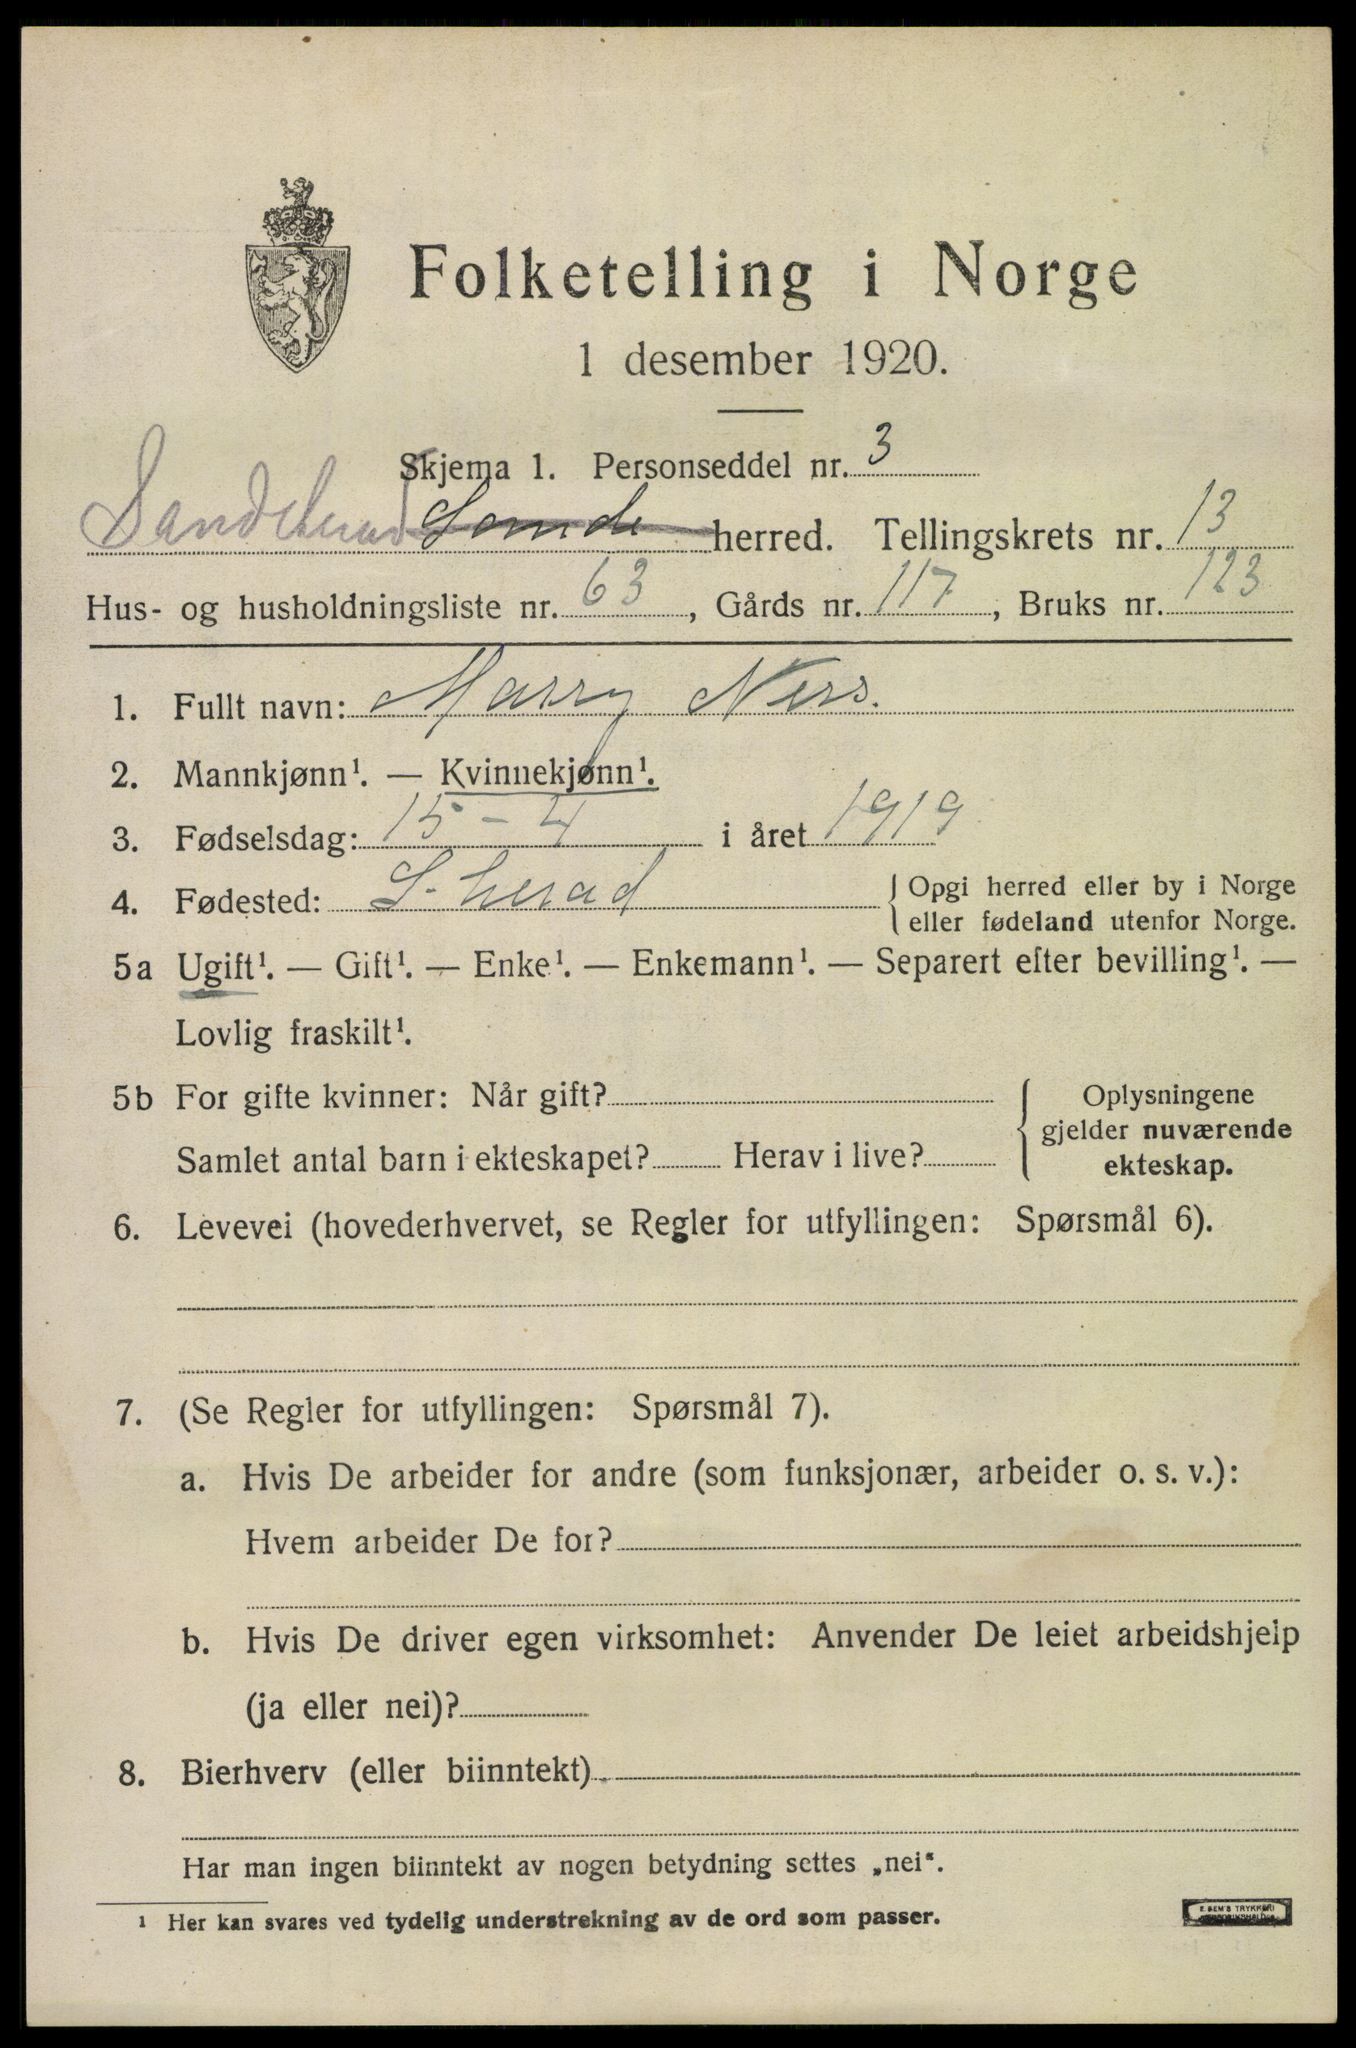 Folketelling i Norge
1 desember 1920.
Skjema 1. Personseddel nr. 3
Sandeherad herred. Tellingskrets nr. 13
Hus- og husholdningsliste nr. 63, Gårds nr. 117, Bruks nr. 123
1. Fullt navn: Marry Ness.
2. Mannkjønn¹. — Kvinnekjønn¹.
3. Fødselsdag: 15 - 4 i året 1919
4. Fødested: S. herad { Opgi herred eller by i Norge
eller fødeland utenfor Norge.
5a Ugift¹. — Gift¹. — Enke¹. — Enkemann¹. — Separert efter bevilling¹. —
Lovlig fraskilt¹.
5b For gifte kvinner: Når gift?
Samlet antal barn i ekteskapet? Herav i live?
Oplysningene
gjelder nuværende
ekteskap.
6. Levevei (hovederhvervet, se Regler for utfyllingen: Spørsmål 6).
7. (Se Regler for utfyllingen: Spørsmål 7).
a. Hvis De arbeider for andre (som funksjonær, arbeider o. s. v.):
Hvem arbeider De for?
b. Hvis De driver egen virksomhet: Anvender De leiet arbeidshjelp
(ja eller nei)?
8. Bierhverv (eller biinntekt)
Har man ingen biinntekt av nogen betydning settes „nei“.
¹ Her kan svares ved tydelig understrekning av de ord som passer.
E. SEM'S TRYKKERI
FREDRIKSHALD